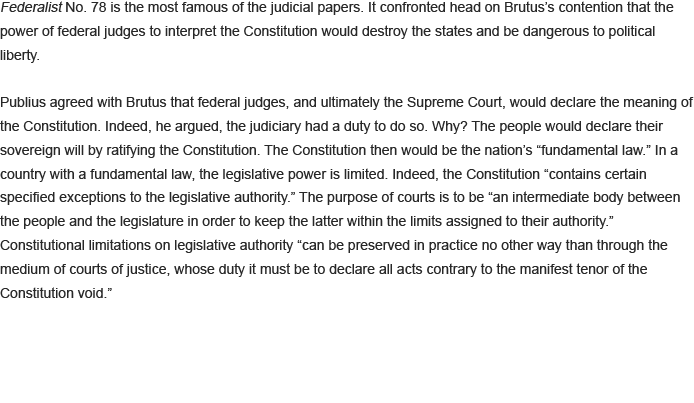 Federalist No. 78 is the most famous of the judicial papers. It confronted head on Brutus’s contention that the
power of federal judges to interpret the Constitution would destroy the states and be dangerous to political
liberty.
Publius agreed with Brutus that federal judges, and ultimately the Supreme Court, would declare the meaning of
the Constitution. Indeed, he argued, the judiciary had a duty to do so. Why? The people would declare their
sovereign will by ratifying the Constitution. The Constitution then would be the nation’s “fundamental law.” In a
country with a fundamental law, the legislative power is limited. Indeed, the Constitution “contains certain
specified exceptions to the legislative authority.” The purpose of courts is to be “an intermediate body between
the people and the legislature in order to keep the latter within the limits assigned to their authority.”
Constitutional limitations on legislative authority “can be preserved in practice no other way than through the
medium of courts of justice, whose duty it must be to declare all acts contrary to the manifest tenor of the
Constitution void.”